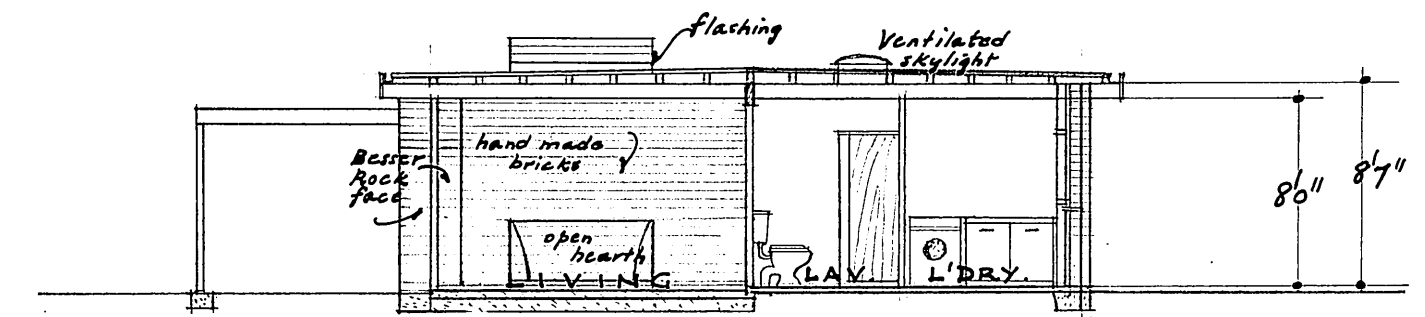 flashing
Ventilated
skylight
Besser
Rock
face
hand made
bricks
open
hearth
LIVING
LAV.
L'DRY.
8'0"
8'7"